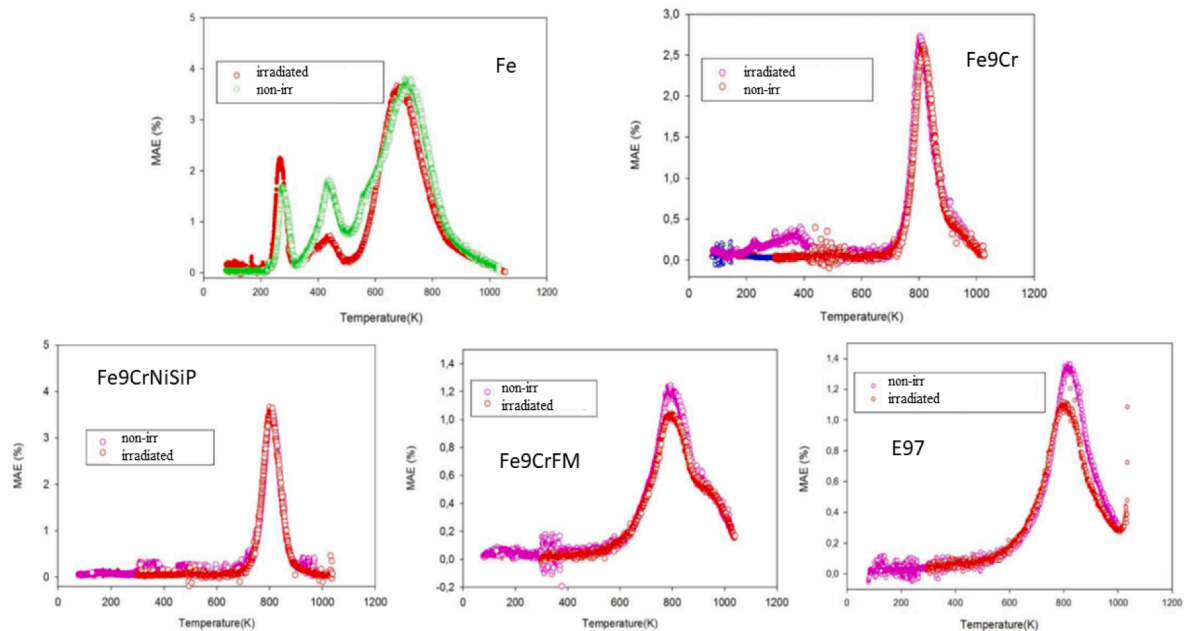 Fe
irradiated
non-irr
MAE (%)
5
4
3
2
1
0
0 200 400 600 800 1000 1200
Temperature(K)
Fe9Cr
irradiated
non-irr
MAE (%)
3,0
2,5
2,0
1,5
1,0
0,5
0,0
0 200 400 600 800 1000 1200
Temperature(K)
Fe9CrNiSiP
non-irr
irradiated
MAE (%)
5
4
3
2
1
0
0 200 400 600 800 1000 1200
Temperature(K)
non-irr
irradiated
Fe9CrFM
MAE (%)
1,4
1,2
1,0
0,8
0,6
0,4
0,2
0,0
-0,2
0 200 400 600 800 1000 1200
Temperature(K)
non-irr
irradiated
E97
MAE (%)
1,4
1,2
1,0
0,8
0,6
0,4
0,2
0,0
0 200 400 600 800 1000 1200
Temperature(K)